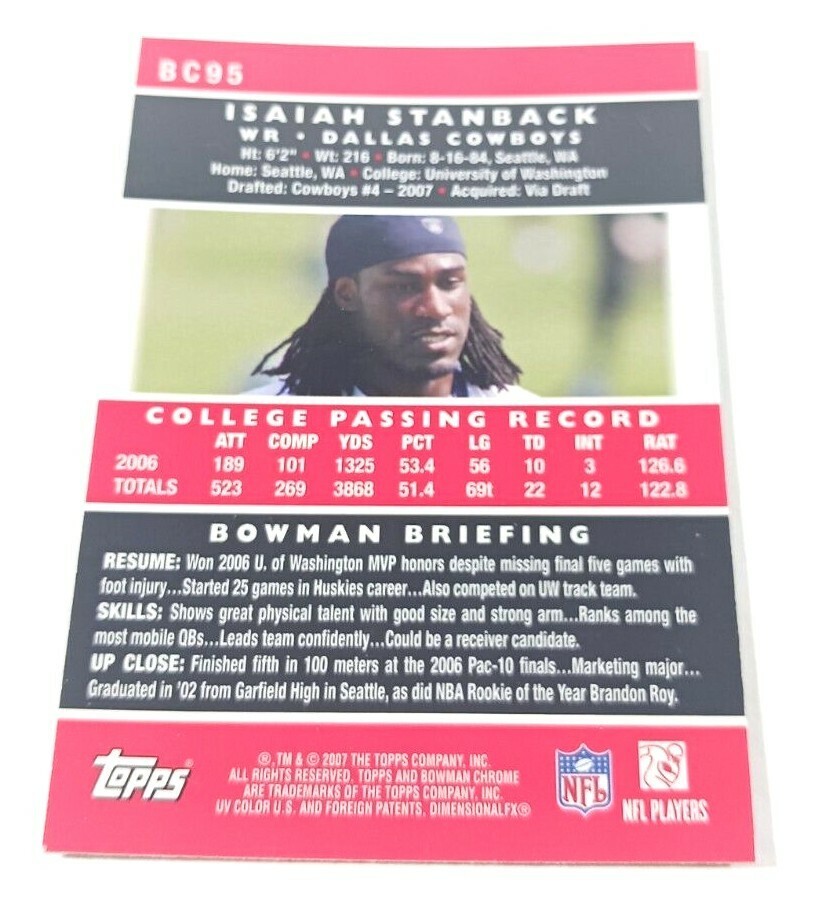 BC95
ISAIAH STANBACK
WR • DALLAS COWBOYS
Ht: 6'2" • Wt: 216 • Born: 8-16-84, Seattle, WA
Home: Seattle, WA • College: University of Washington
Drafted: Cowboys #4 – 2007 • Acquired: Via Draft
COLLEGE PASSING RECORD
ATT COMP YDS PCT LG TD INT RAT
2006 189 101 1325 53.4 56 10 3 126.6
TOTALS 523 269 3868 51.4 69t 22 12 122.8
BOWMAN BRIEFING
RESUME: Won 2006 U. of Washington MVP honors despite missing final five games with
foot injury...Started 25 games in Huskies career...Also competed on UW track team.
SKILLS: Shows great physical talent with good size and strong arm...Ranks among the
most mobile QBs...Leads team confidently...Could be a receiver candidate.
UP CLOSE: Finished fifth in 100 meters at the 2006 Pac-10 finals...Marketing major...
Graduated in '02 from Garfield High in Seattle, as did NBA Rookie of the Year Brandon Roy.
topps
®, TM & © 2007 THE TOPPS COMPANY, INC.
ALL RIGHTS RESERVED. TOPPS AND BOWMAN CHROME
ARE TRADEMARKS OF THE TOPPS COMPANY, INC.
UV COLOR U.S. AND FOREIGN PATENTS, DIMENSIONALFX®
NFL
NFL PLAYERS